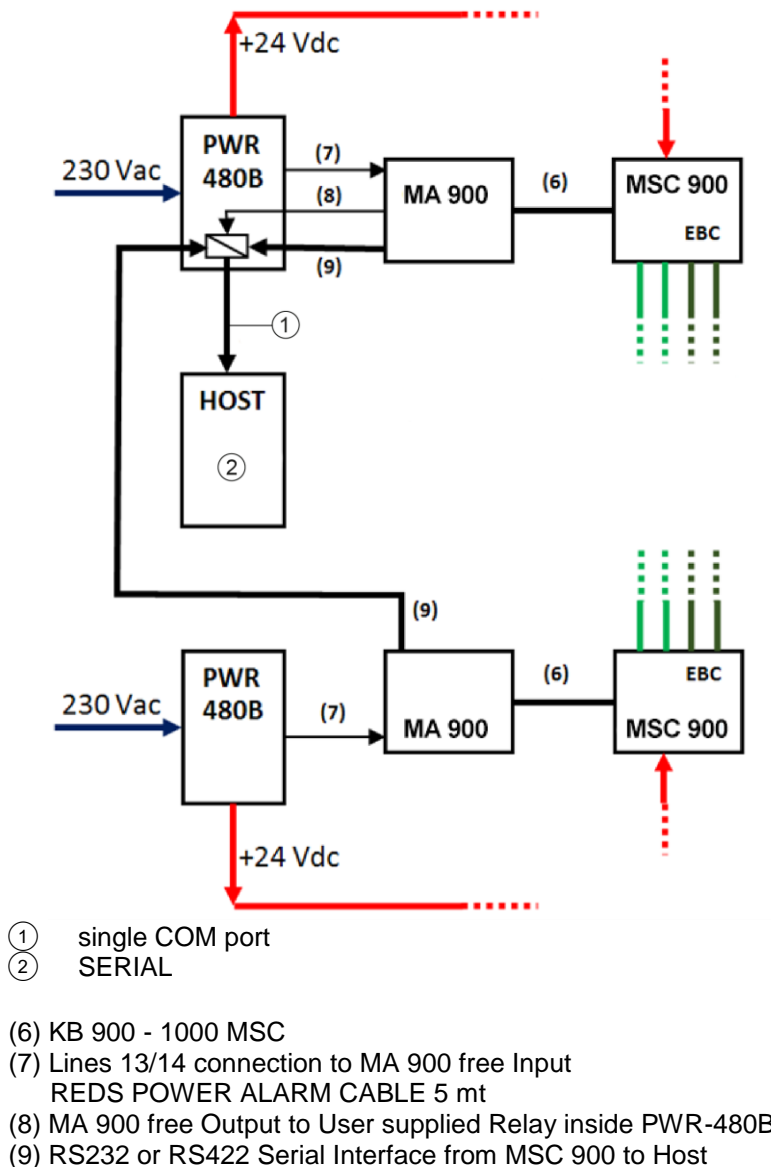 +24 Vdc
PWR
480B
230 Vac
(7)
(8)
(9)
MA 900
(6)
MSC 900
EBC
1
HOST
2
(9)
PWR
480B
230 Vac
(7)
MA 900
(6)
EBC
MSC 900
+24 Vdc
1 single COM port
2 SERIAL
(6) KB 900 - 1000 MSC
(7) Lines 13/14 connection to MA 900 free Input
REDS POWER ALARM CABLE 5 mt
(8) MA 900 free Output to User supplied Relay inside PWR-480B
(9) RS232 or RS422 Serial Interface from MSC 900 to Host